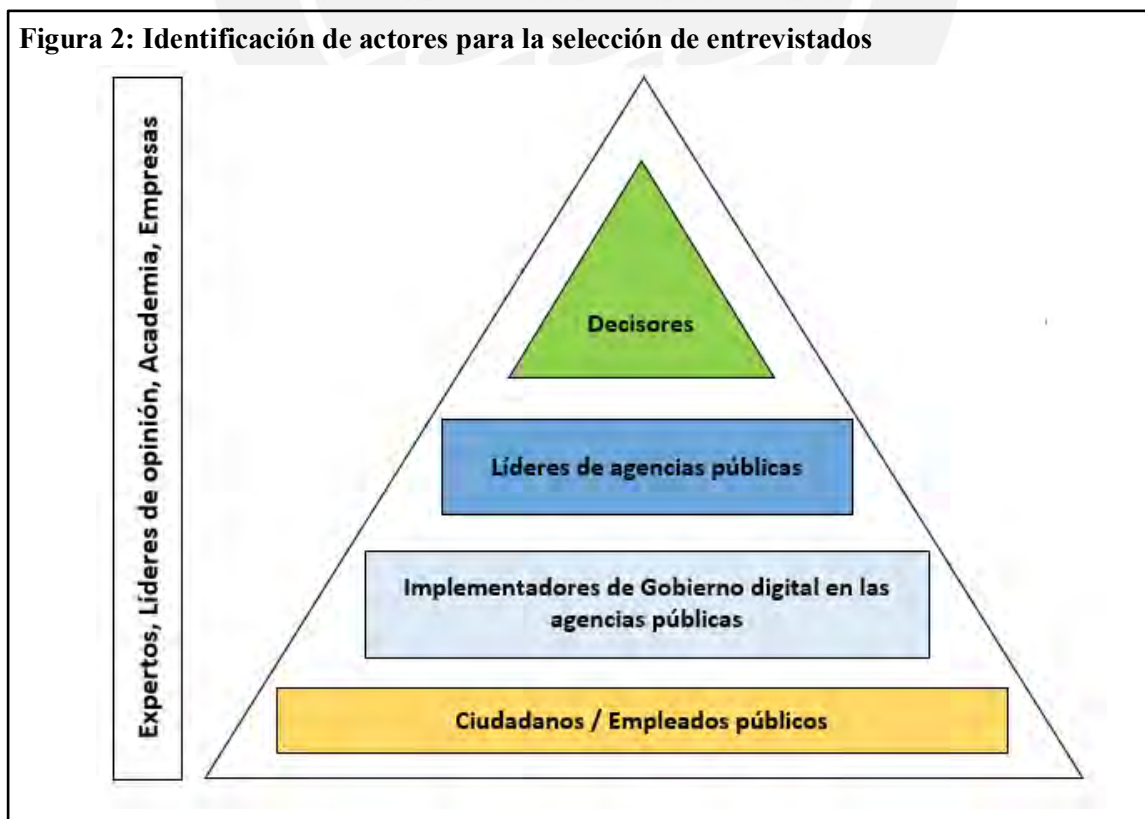 Figura 2: Identificación de actores para la selección de entrevistados
Expertos, Líderes de opinión, Academia, Empresas
Decisores
Líderes de agencias públicas
Implementadores de Gobierno digital en las
agencias públicas
Ciudadanos / Empleados públicos